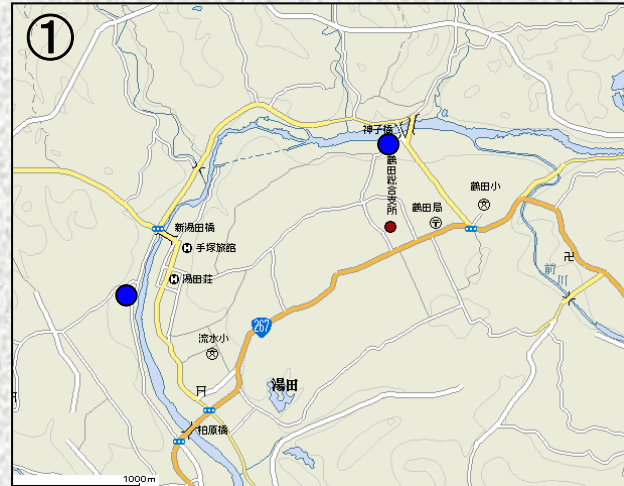 ①
神子橋
鶴田総合支所
鶴田小
鶴田局
新湯田橋
手塚旅館
湯田荘
前川
267
流水小
湯田
柏原橋
1000m